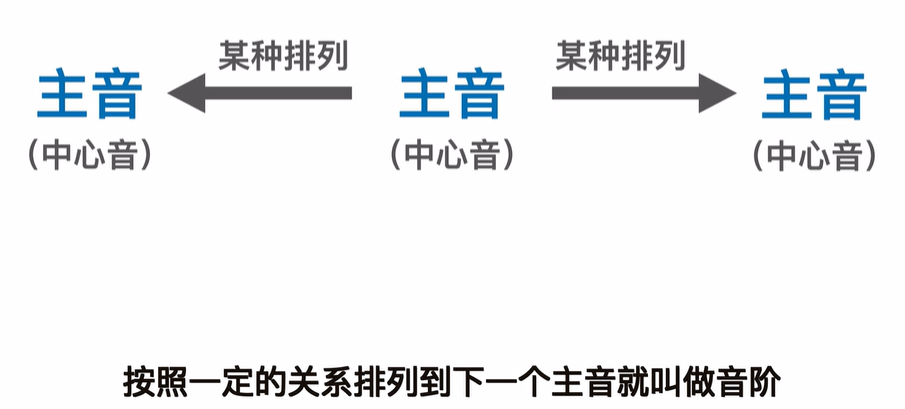 某种排列 某种排列
主音 主音 主音
（中心音） （中心音） （中心音）
按照一定的关系排列到下一个主音就叫做音阶